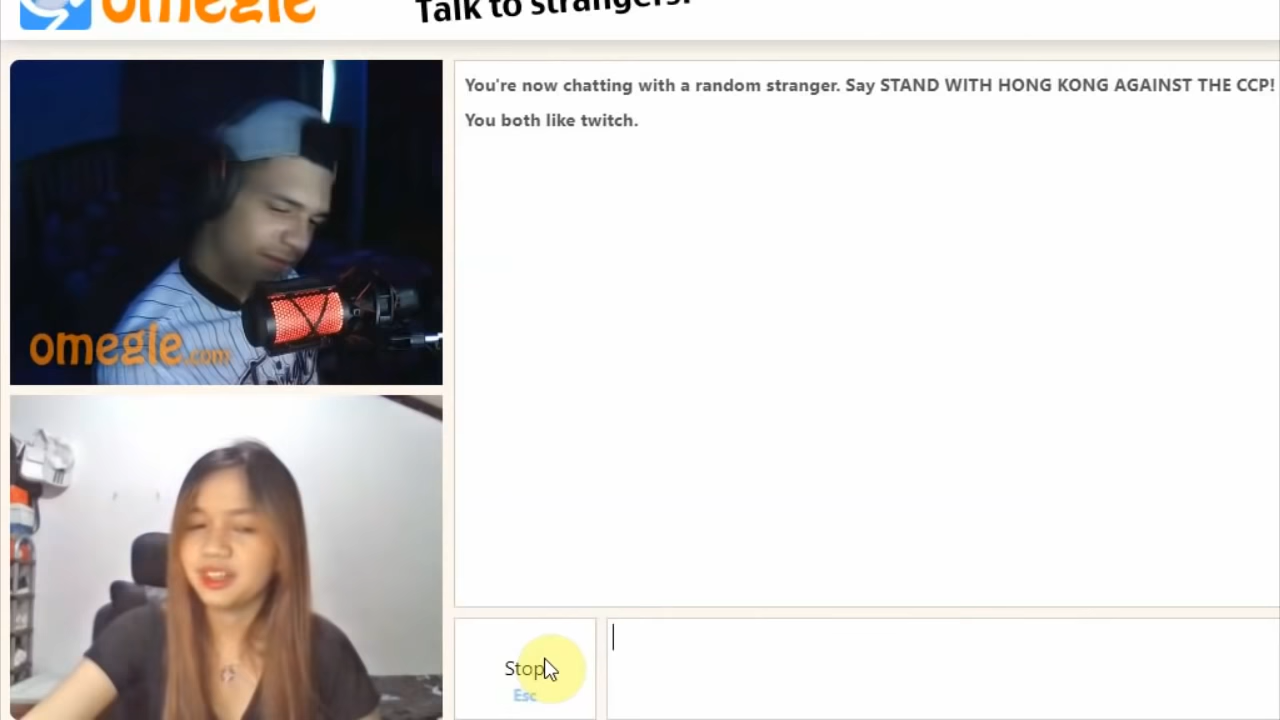 omegle
Talk to strangers!
You're now chatting with a random stranger. Say STAND WITH HONG KONG AGAINST THE CCP!
You both like twitch.
omegle.com
Stop
Esc